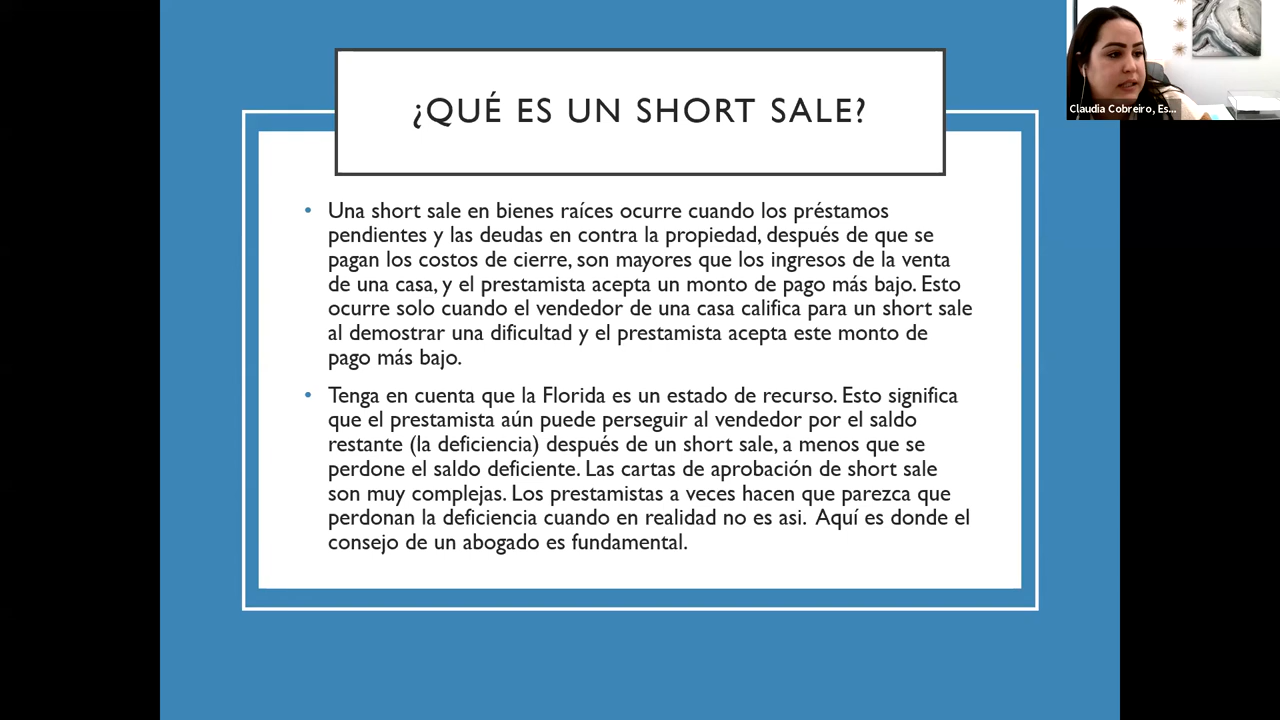 ¿QUÉ ES UN SHORT SALE?
Claudia Cobreiro, Es...
• Una short sale en bienes raíces ocurre cuando los préstamos
pendientes y las deudas en contra la propiedad, después de que se
pagan los costos de cierre, son mayores que los ingresos de la venta
de una casa, y el prestamista acepta un monto de pago más bajo. Esto
ocurre solo cuando el vendedor de una casa califica para un short sale
al demostrar una dificultad y el prestamista acepta este monto de
pago más bajo.
• Tenga en cuenta que la Florida es un estado de recurso. Esto significa
que el prestamista aún puede perseguir al vendedor por el saldo
restante (la deficiencia) después de un short sale, a menos que se
perdone el saldo deficiente. Las cartas de aprobación de short sale
son muy complejas. Los prestamistas a veces hacen que parezca que
perdonan la deficiencia cuando en realidad no es asi. Aquí es donde el
consejo de un abogado es fundamental.